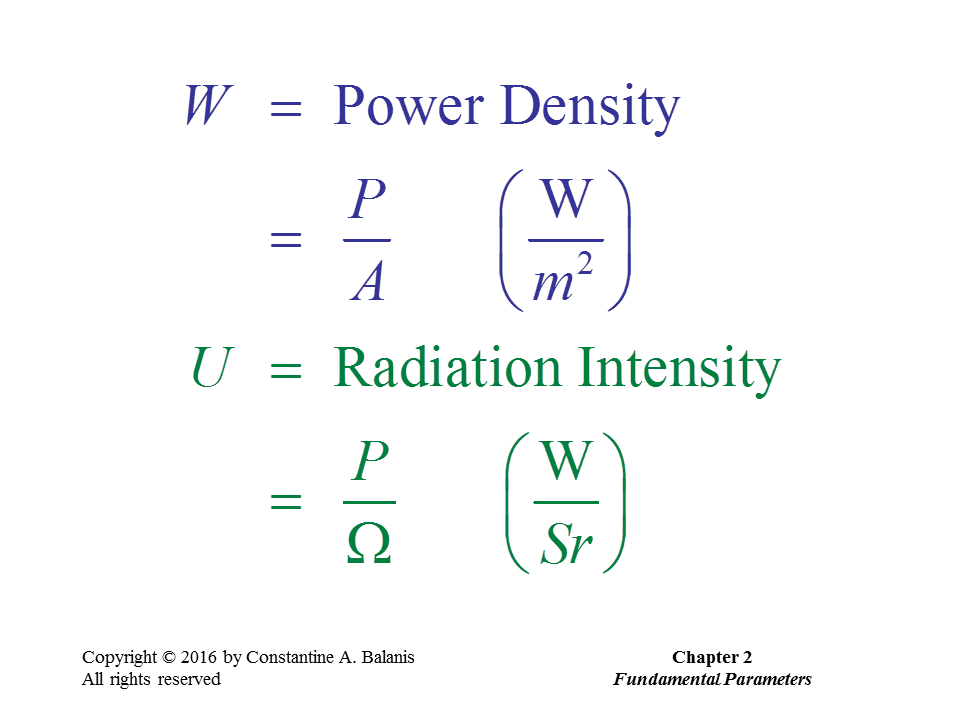 W = Power Density
= P/A (W/m²)
U = Radiation Intensity
= P/Ω (W/Sr)
Copyright © 2016 by Constantine A. Balanis
All rights reserved
Chapter 2
Fundamental Parameters